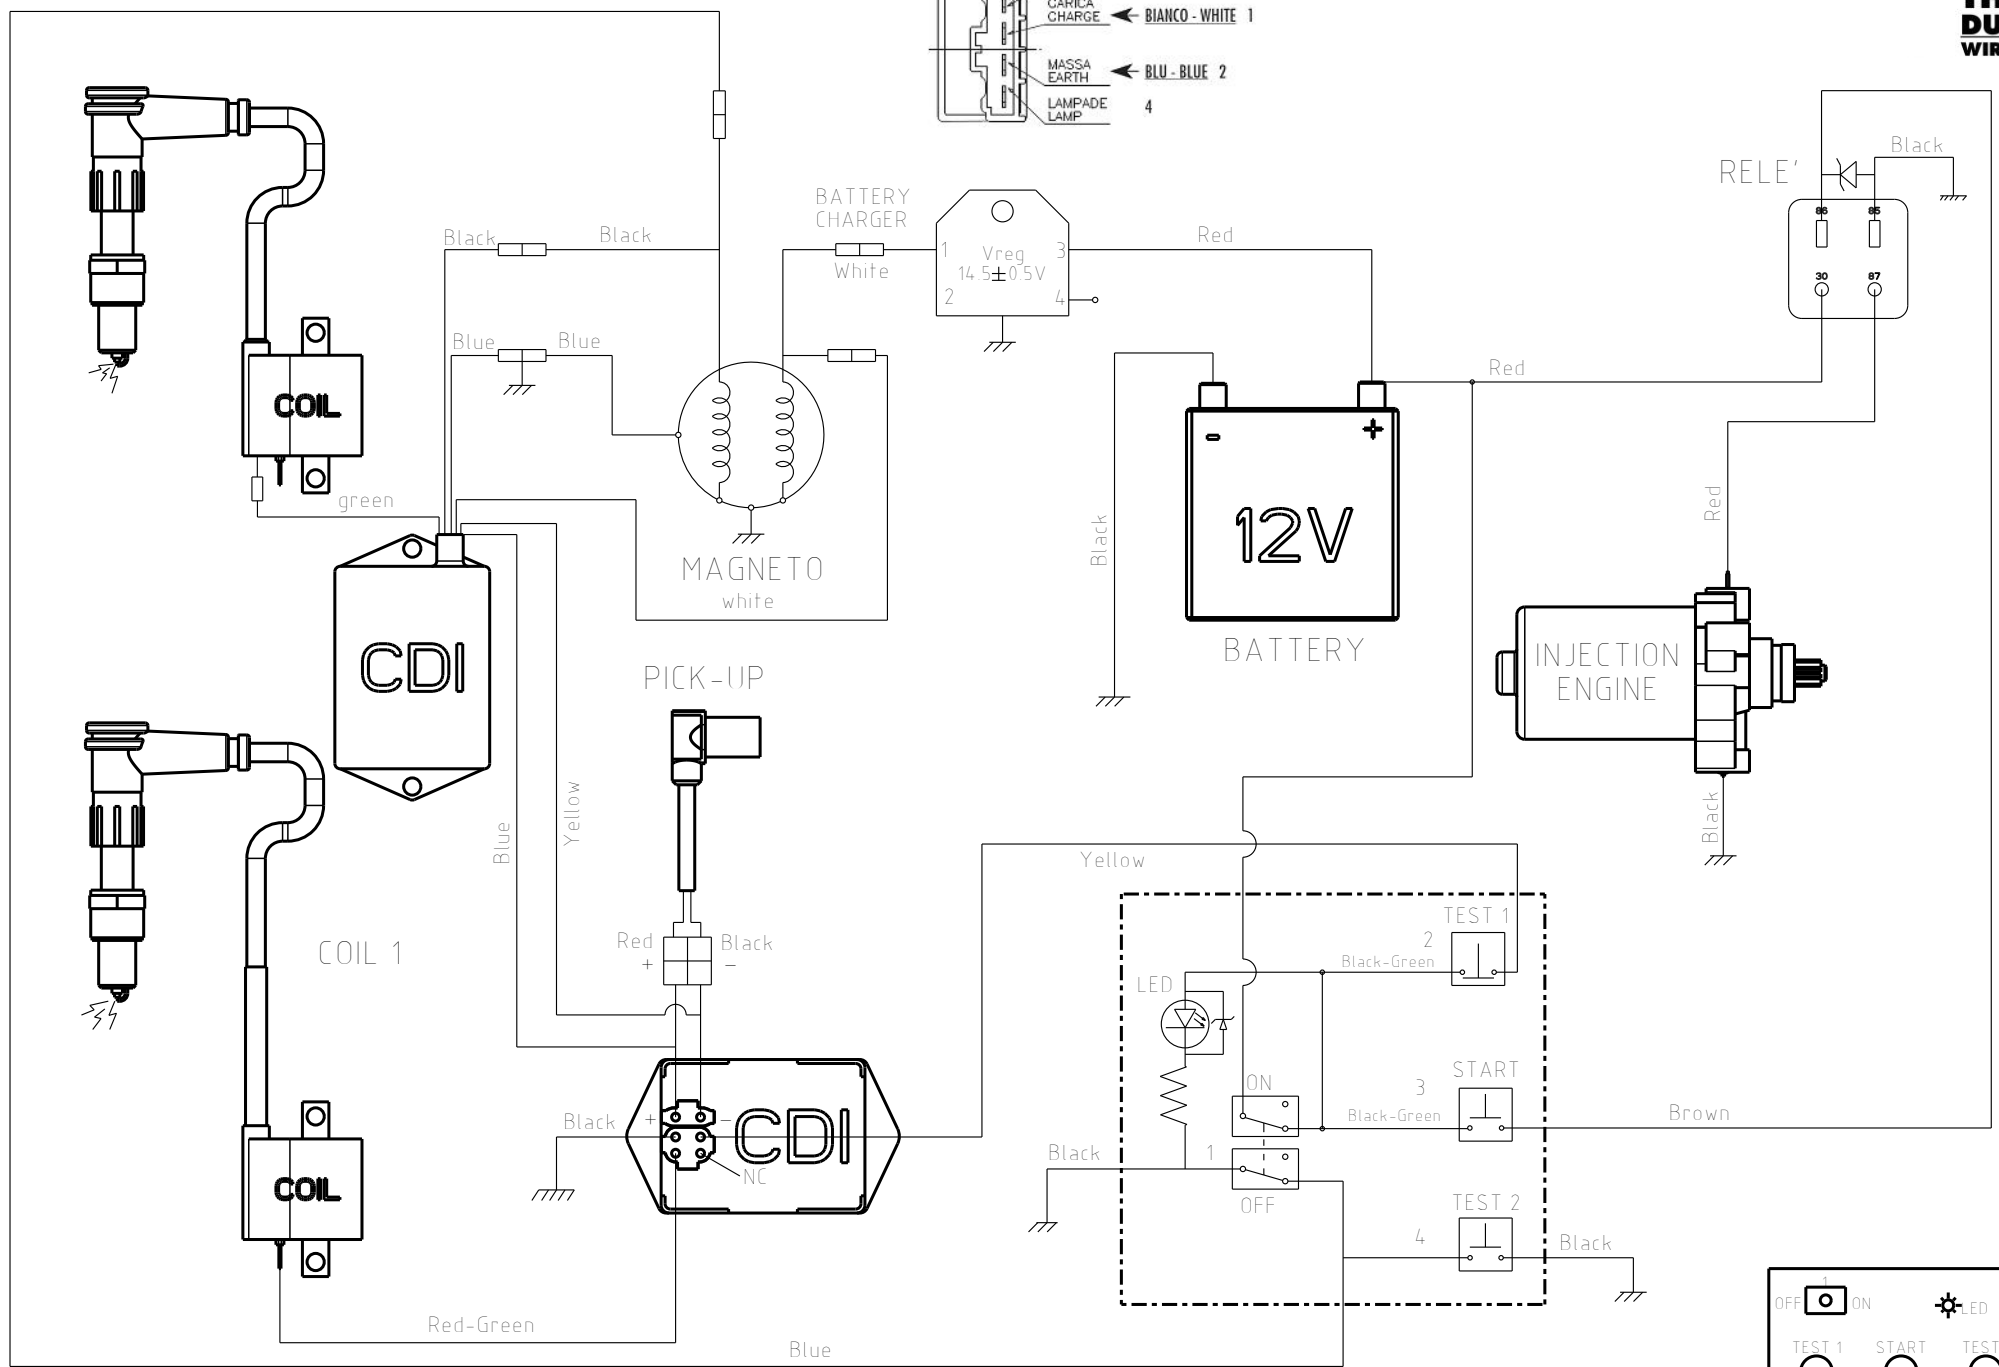 CARICA
CHARGE
BIANCO - WHITE 1
MASSA
EARTH
BLU - BLUE 2
LAMPADE
LAMP
4
DU
WIR
RELE'
Black
86
85
30
87
BATTERY
CHARGER
White
1
2
3
4
Vreg
14.5±0.5V
Red
Black
Black
Blue
Blue
COIL
green
MAGNETO
white
CDI
Red
Black
-
+
12V
BATTERY
Red
INJECTION
ENGINE
Black
PICK-UP
Blue
Yellow
Yellow
COIL 1
Red
+
Black
-
TEST 1
2
Black-Green
LED
ON
START
3
Black-Green
Brown
Black
+
-
CDI
NC
Black
1
OFF
TEST 2
4
Black
COIL
Red-Green
Blue
1
OFF
ON
LED
TEST 1
START
TEST